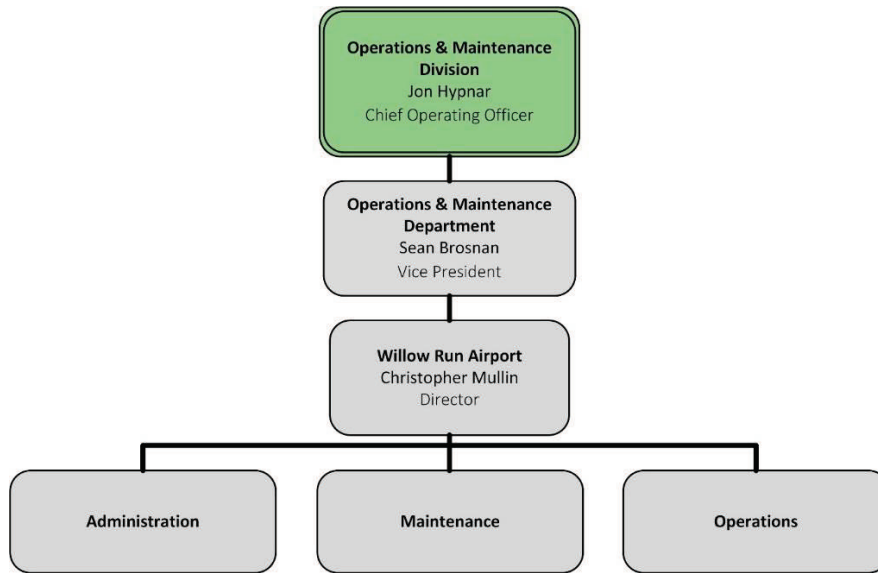 Operations & Maintenance
Division
Jon Hypnar
Chief Operating Officer
Operations & Maintenance
Department
Sean Brosnan
Vice President
Willow Run Airport
Christopher Mullin
Director
Administration
Maintenance
Operations